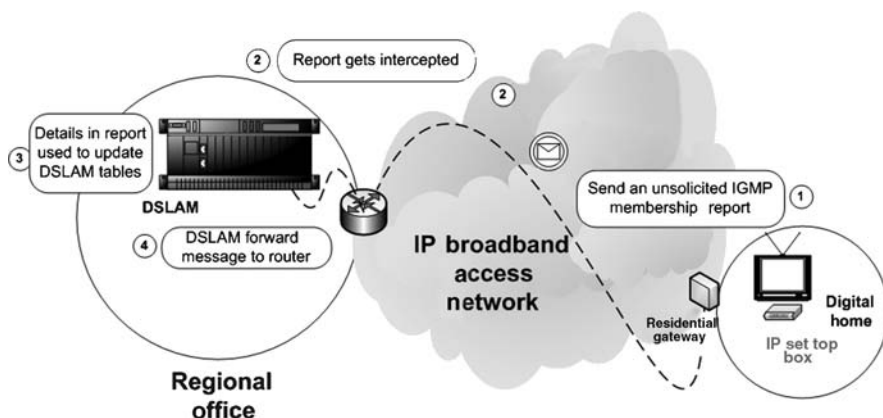 2
Report gets intercepted
2
3
Details in report
used to update
DSLAM tables
DSLAM
4
DSLAM forward
message to router
Send an unsolicited IGMP
membership report
1
IP broadband
access
network
Residential
gateway
Digital
home
IP set top
box
Regional
office